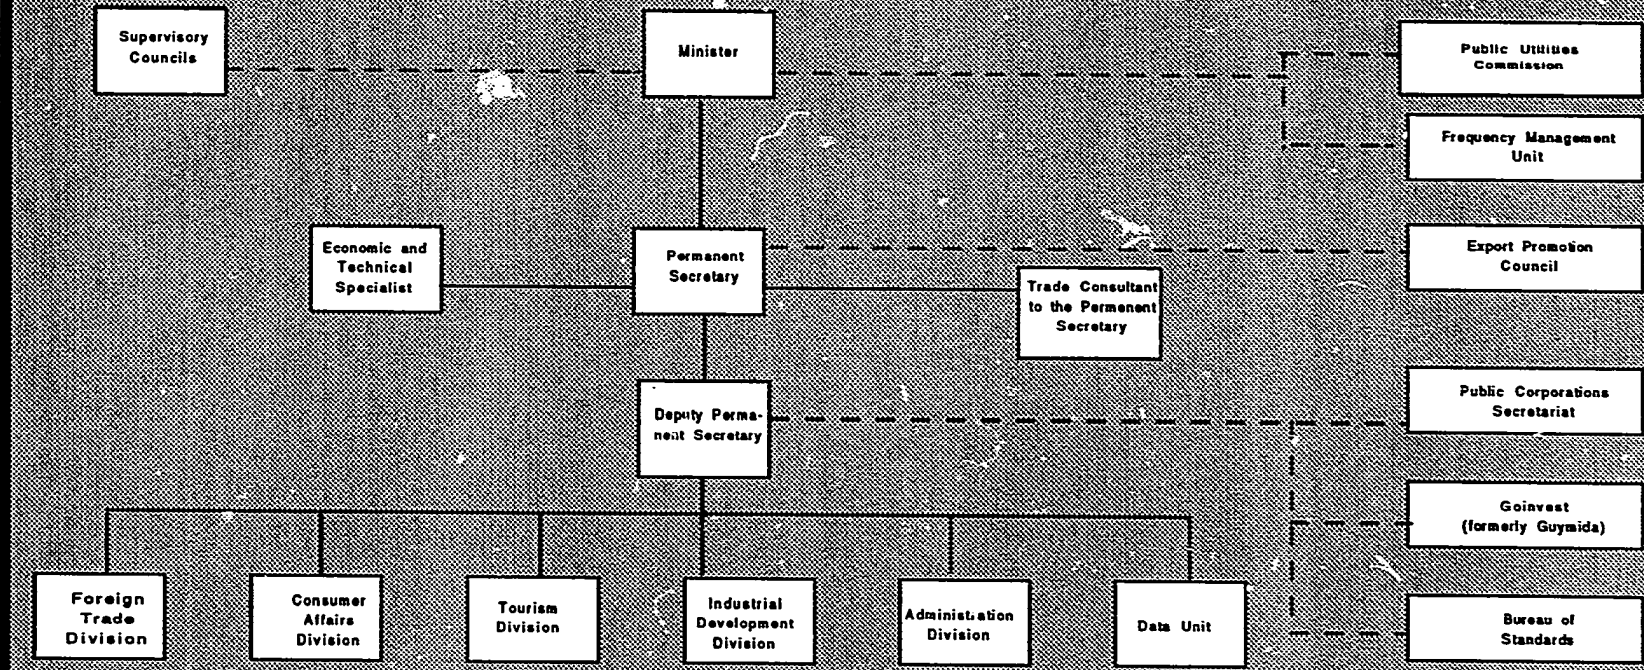 Supervisory
Councils
Minister
Public Utilities
Commission
Frequency Management
Unit
Economic and
Technical
Specialist
Permanent
Secretary
Export Promotion
Council
Trade Consultant
to the Permenent
Secretary
Deputy Perma-
nent Secretary
Public Corporations
Secretariat
Goinvest
(formerly Guymida)
Foreign
Trade
Division
Consumer
Affairs
Division
Tourism
Division
Industrial
Development
Division
Administration
Division
Data Unit
Bureau of
Standards